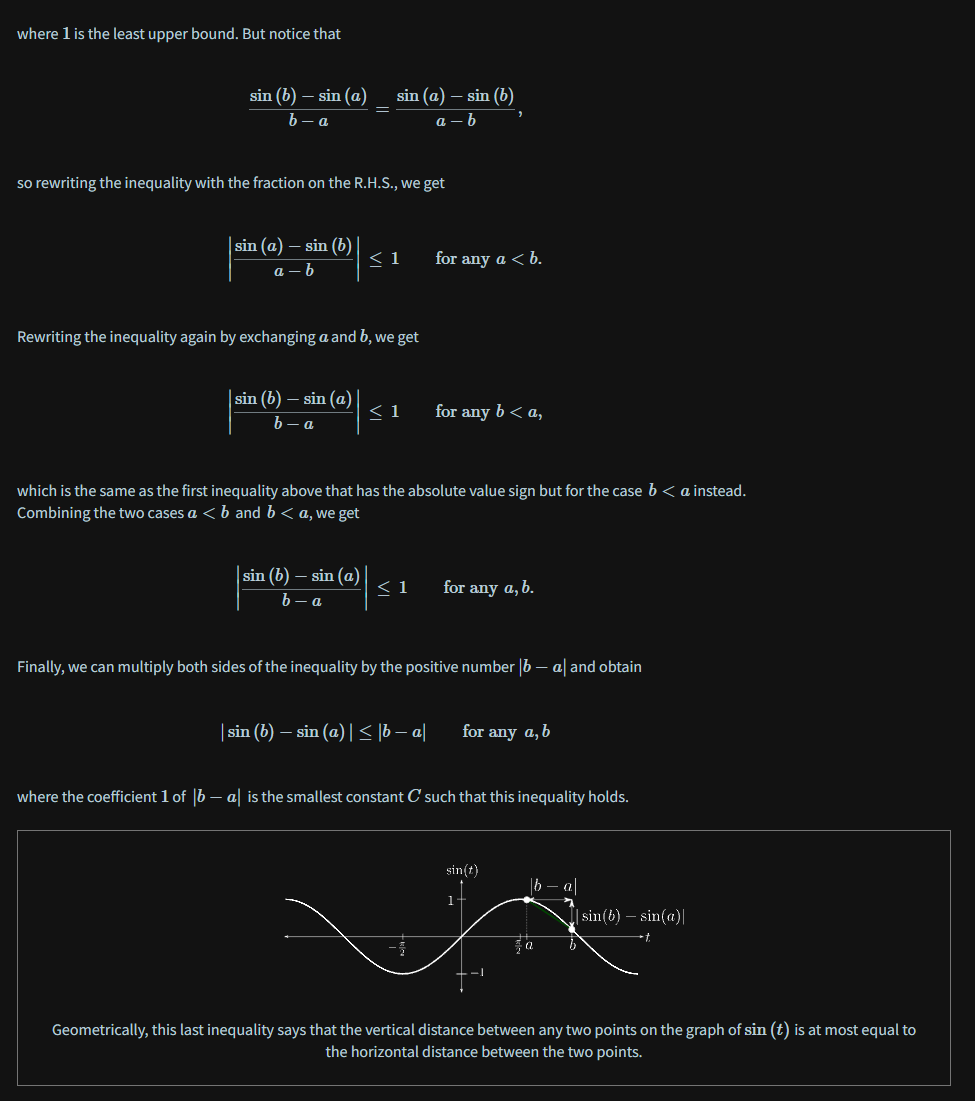 where 1 is the least upper bound. But notice that
sin (b) − sin (a) / b − a = sin (a) − sin (b) / a − b ,
so rewriting the inequality with the fraction on the R.H.S., we get
| sin (a) − sin (b) / a − b | ≤ 1 for any a < b.
Rewriting the inequality again by exchanging a and b, we get
| sin (b) − sin (a) / b − a | ≤ 1 for any b < a,
which is the same as the first inequality above that has the absolute value sign but for the case b < a instead.
Combining the two cases a < b and b < a, we get
| sin (b) − sin (a) / b − a | ≤ 1 for any a, b.
Finally, we can multiply both sides of the inequality by the positive number |b − a| and obtain
| sin (b) − sin (a) | ≤ |b − a| for any a, b
where the coefficient 1 of |b − a| is the smallest constant C such that this inequality holds.
sin(t)
|b − a|
1
| sin(b) − sin(a)|
−π/2
π/2
a
b
t
−1
Geometrically, this last inequality says that the vertical distance between any two points on the graph of sin (t) is at most equal to
the horizontal distance between the two points.